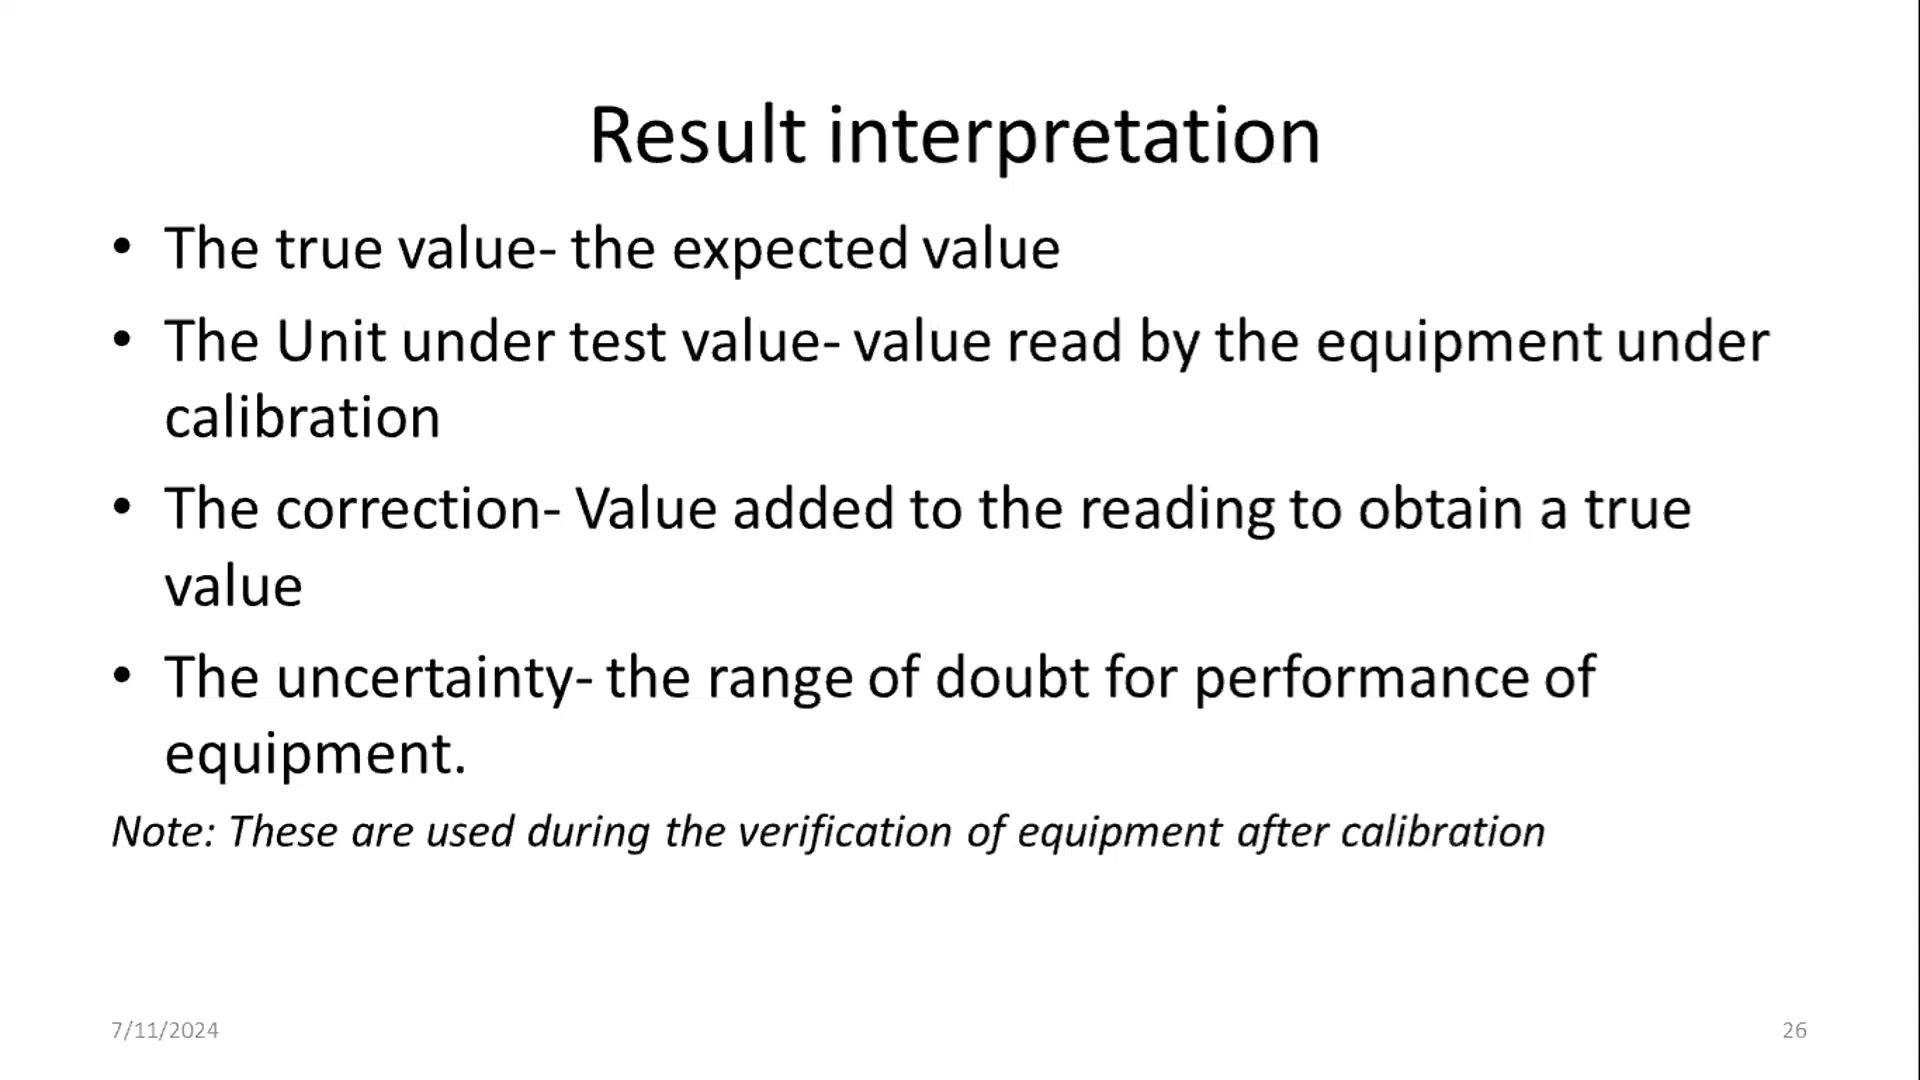 Result interpretation
• The true value- the expected value
• The Unit under test value- value read by the equipment under
calibration
• The correction- Value added to the reading to obtain a true
value
• The uncertainty- the range of doubt for performance of
equipment.
Note: These are used during the verification of equipment after calibration
7/11/2024
26